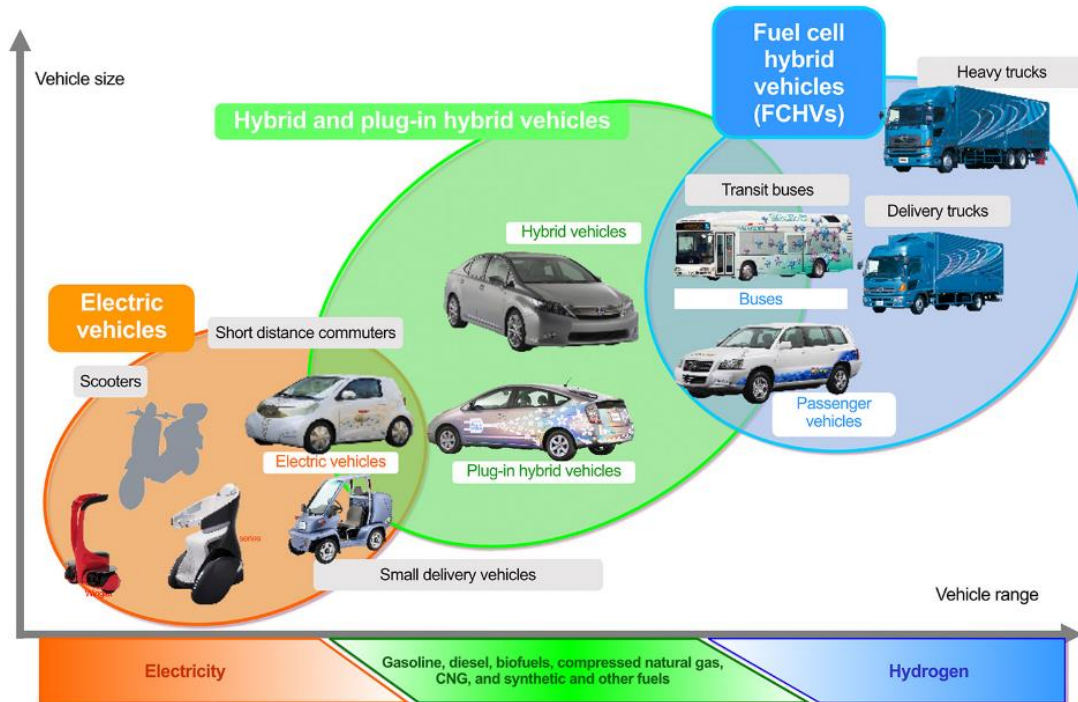 Vehicle size
Fuel cell
hybrid
vehicles
(FCHVs)
Heavy trucks
Hybrid and plug-in hybrid vehicles
Transit buses
Delivery trucks
Hybrid vehicles
Buses
Electric
vehicles
Short distance commuters
Scooters
Passenger
vehicles
Electric vehicles
Plug-in hybrid vehicles
series
Small delivery vehicles
Winglet
Vehicle range
Electricity
Gasoline, diesel, biofuels, compressed natural gas,
CNG, and synthetic and other fuels
Hydrogen